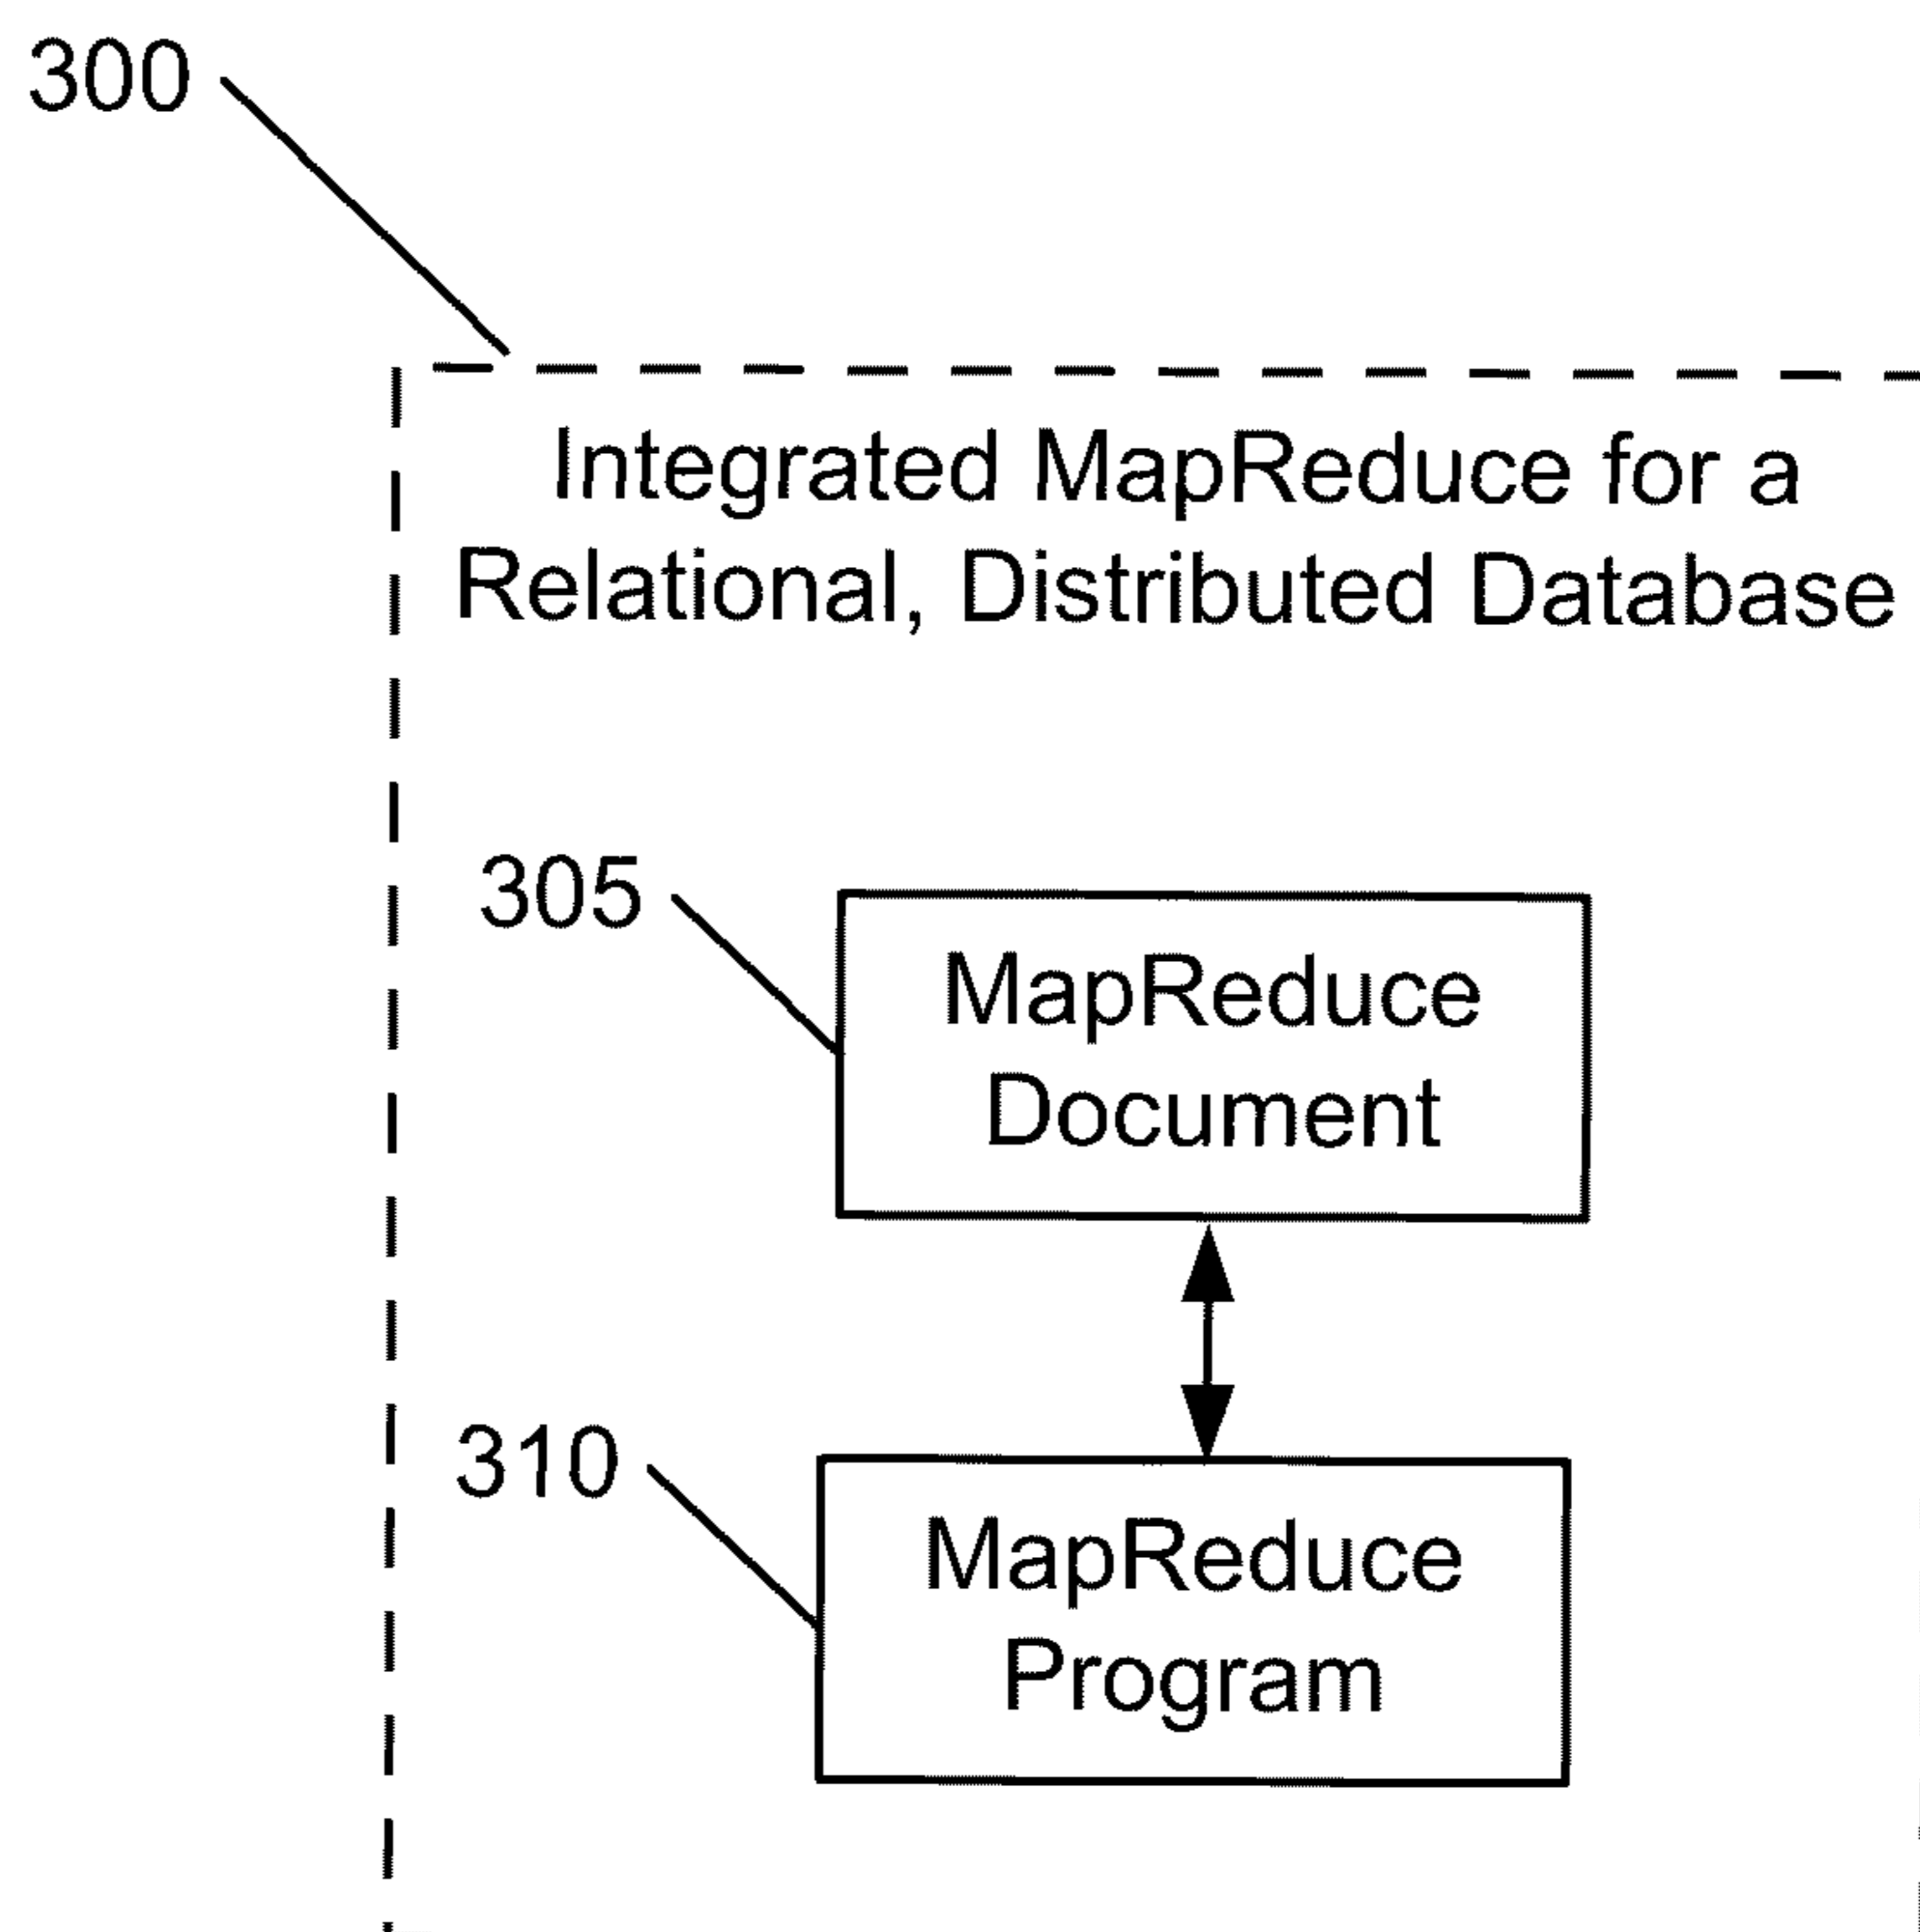 300
Integrated MapReduce for a
Relational, Distributed Database
305
MapReduce
Document
310
MapReduce
Program